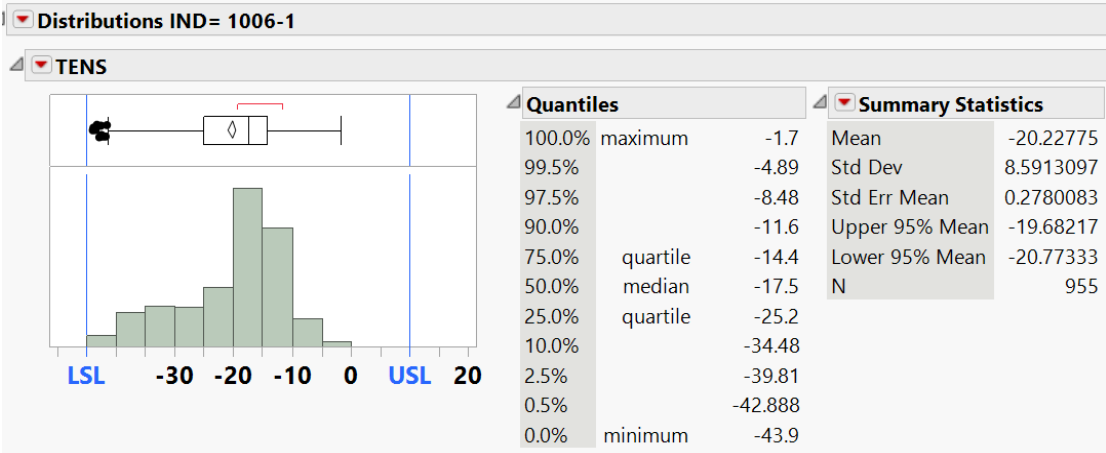 Distributions IND= 1006-1
TENS
LSL -30 -20 -10 0 USL 20
Quantiles
100.0% maximum -1.7
99.5% -4.89
97.5% -8.48
90.0% -11.6
75.0% quartile -14.4
50.0% median -17.5
25.0% quartile -25.2
10.0% -34.48
2.5% -39.81
0.5% -42.888
0.0% minimum -43.9
Summary Statistics
Mean -20.22775
Std Dev 8.5913097
Std Err Mean 0.2780083
Upper 95% Mean -19.68217
Lower 95% Mean -20.77333
N 955